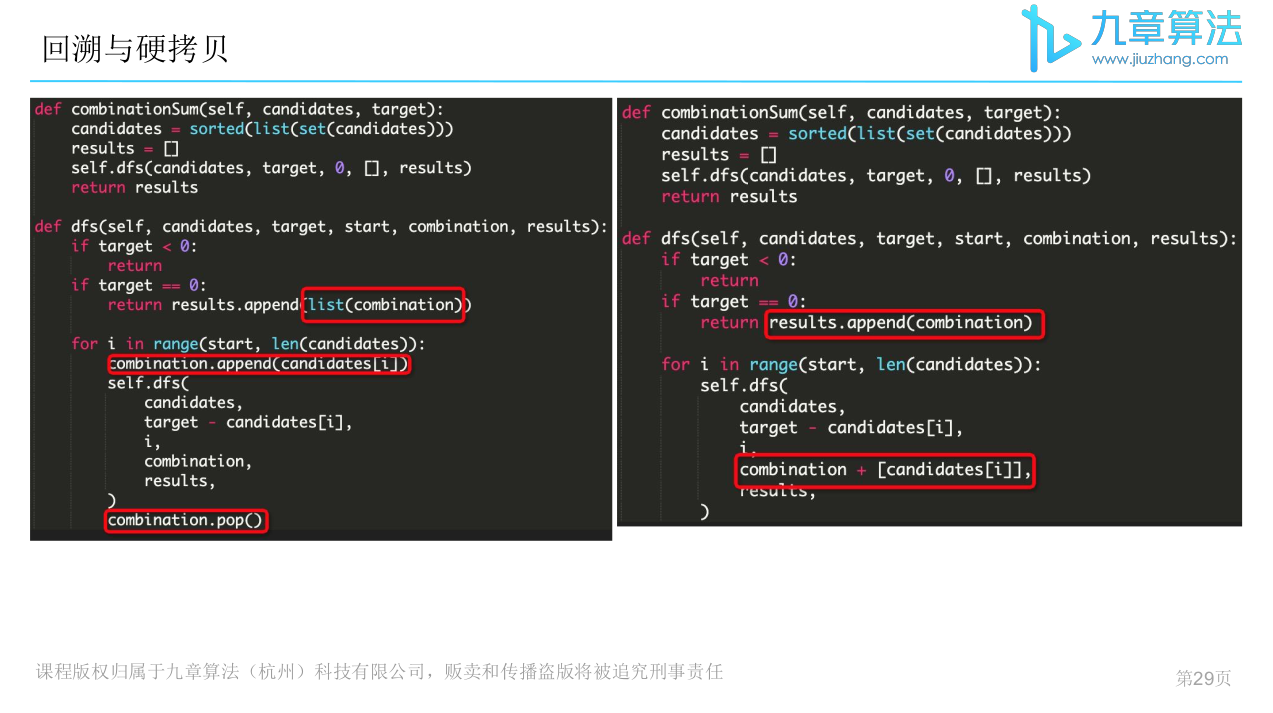 回溯与硬拷贝
九章算法
www.jiuzhang.com
def combinationSum(self, candidates, target):
    candidates = sorted(list(set(candidates)))
    results = []
    self.dfs(candidates, target, 0, [], results)
    return results
def dfs(self, candidates, target, start, combination, results):
    if target < 0:
        return
    if target == 0:
        return results.append(list(combination))
    for i in range(start, len(candidates)):
        combination.append(candidates[i])
        self.dfs(
            candidates,
            target - candidates[i],
            i,
            combination,
            results,
        )
        combination.pop()
def combinationSum(self, candidates, target):
    candidates = sorted(list(set(candidates)))
    results = []
    self.dfs(candidates, target, 0, [], results)
    return results
def dfs(self, candidates, target, start, combination, results):
    if target < 0:
        return
    if target == 0:
        return results.append(combination)
    for i in range(start, len(candidates)):
        self.dfs(
            candidates,
            target - candidates[i],
            i,
            combination + [candidates[i]],
            results,
        )
课程版权归属于九章算法（杭州）科技有限公司，贩卖和传播盗版将被追究刑事责任
第29页